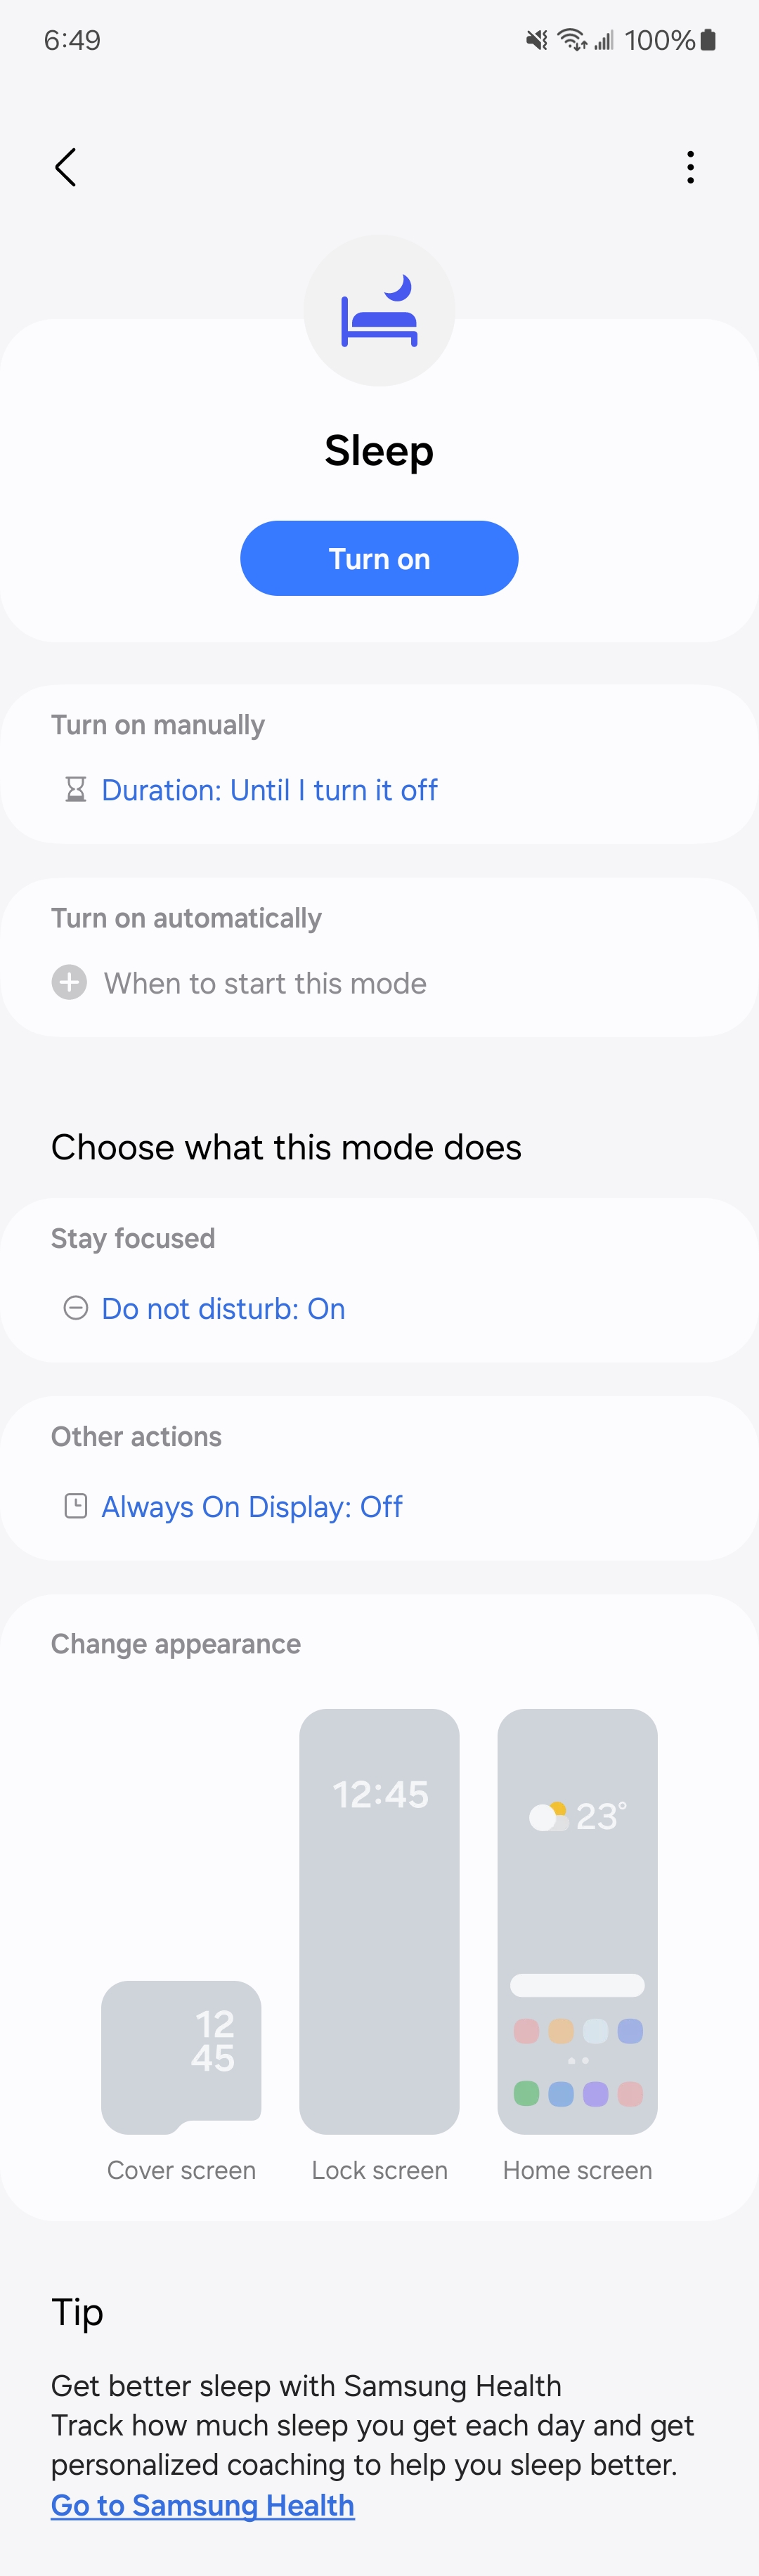 6:49
100%
Sleep
Turn on
Turn on manually
Duration: Until I turn it off
Turn on automatically
When to start this mode
Choose what this mode does
Stay focused
Do not disturb: On
Other actions
Always On Display: Off
Change appearance
12:45
23°
12
45
Cover screen
Lock screen
Home screen
Tip
Get better sleep with Samsung Health
Track how much sleep you get each day and get
personalized coaching to help you sleep better.
Go to Samsung Health